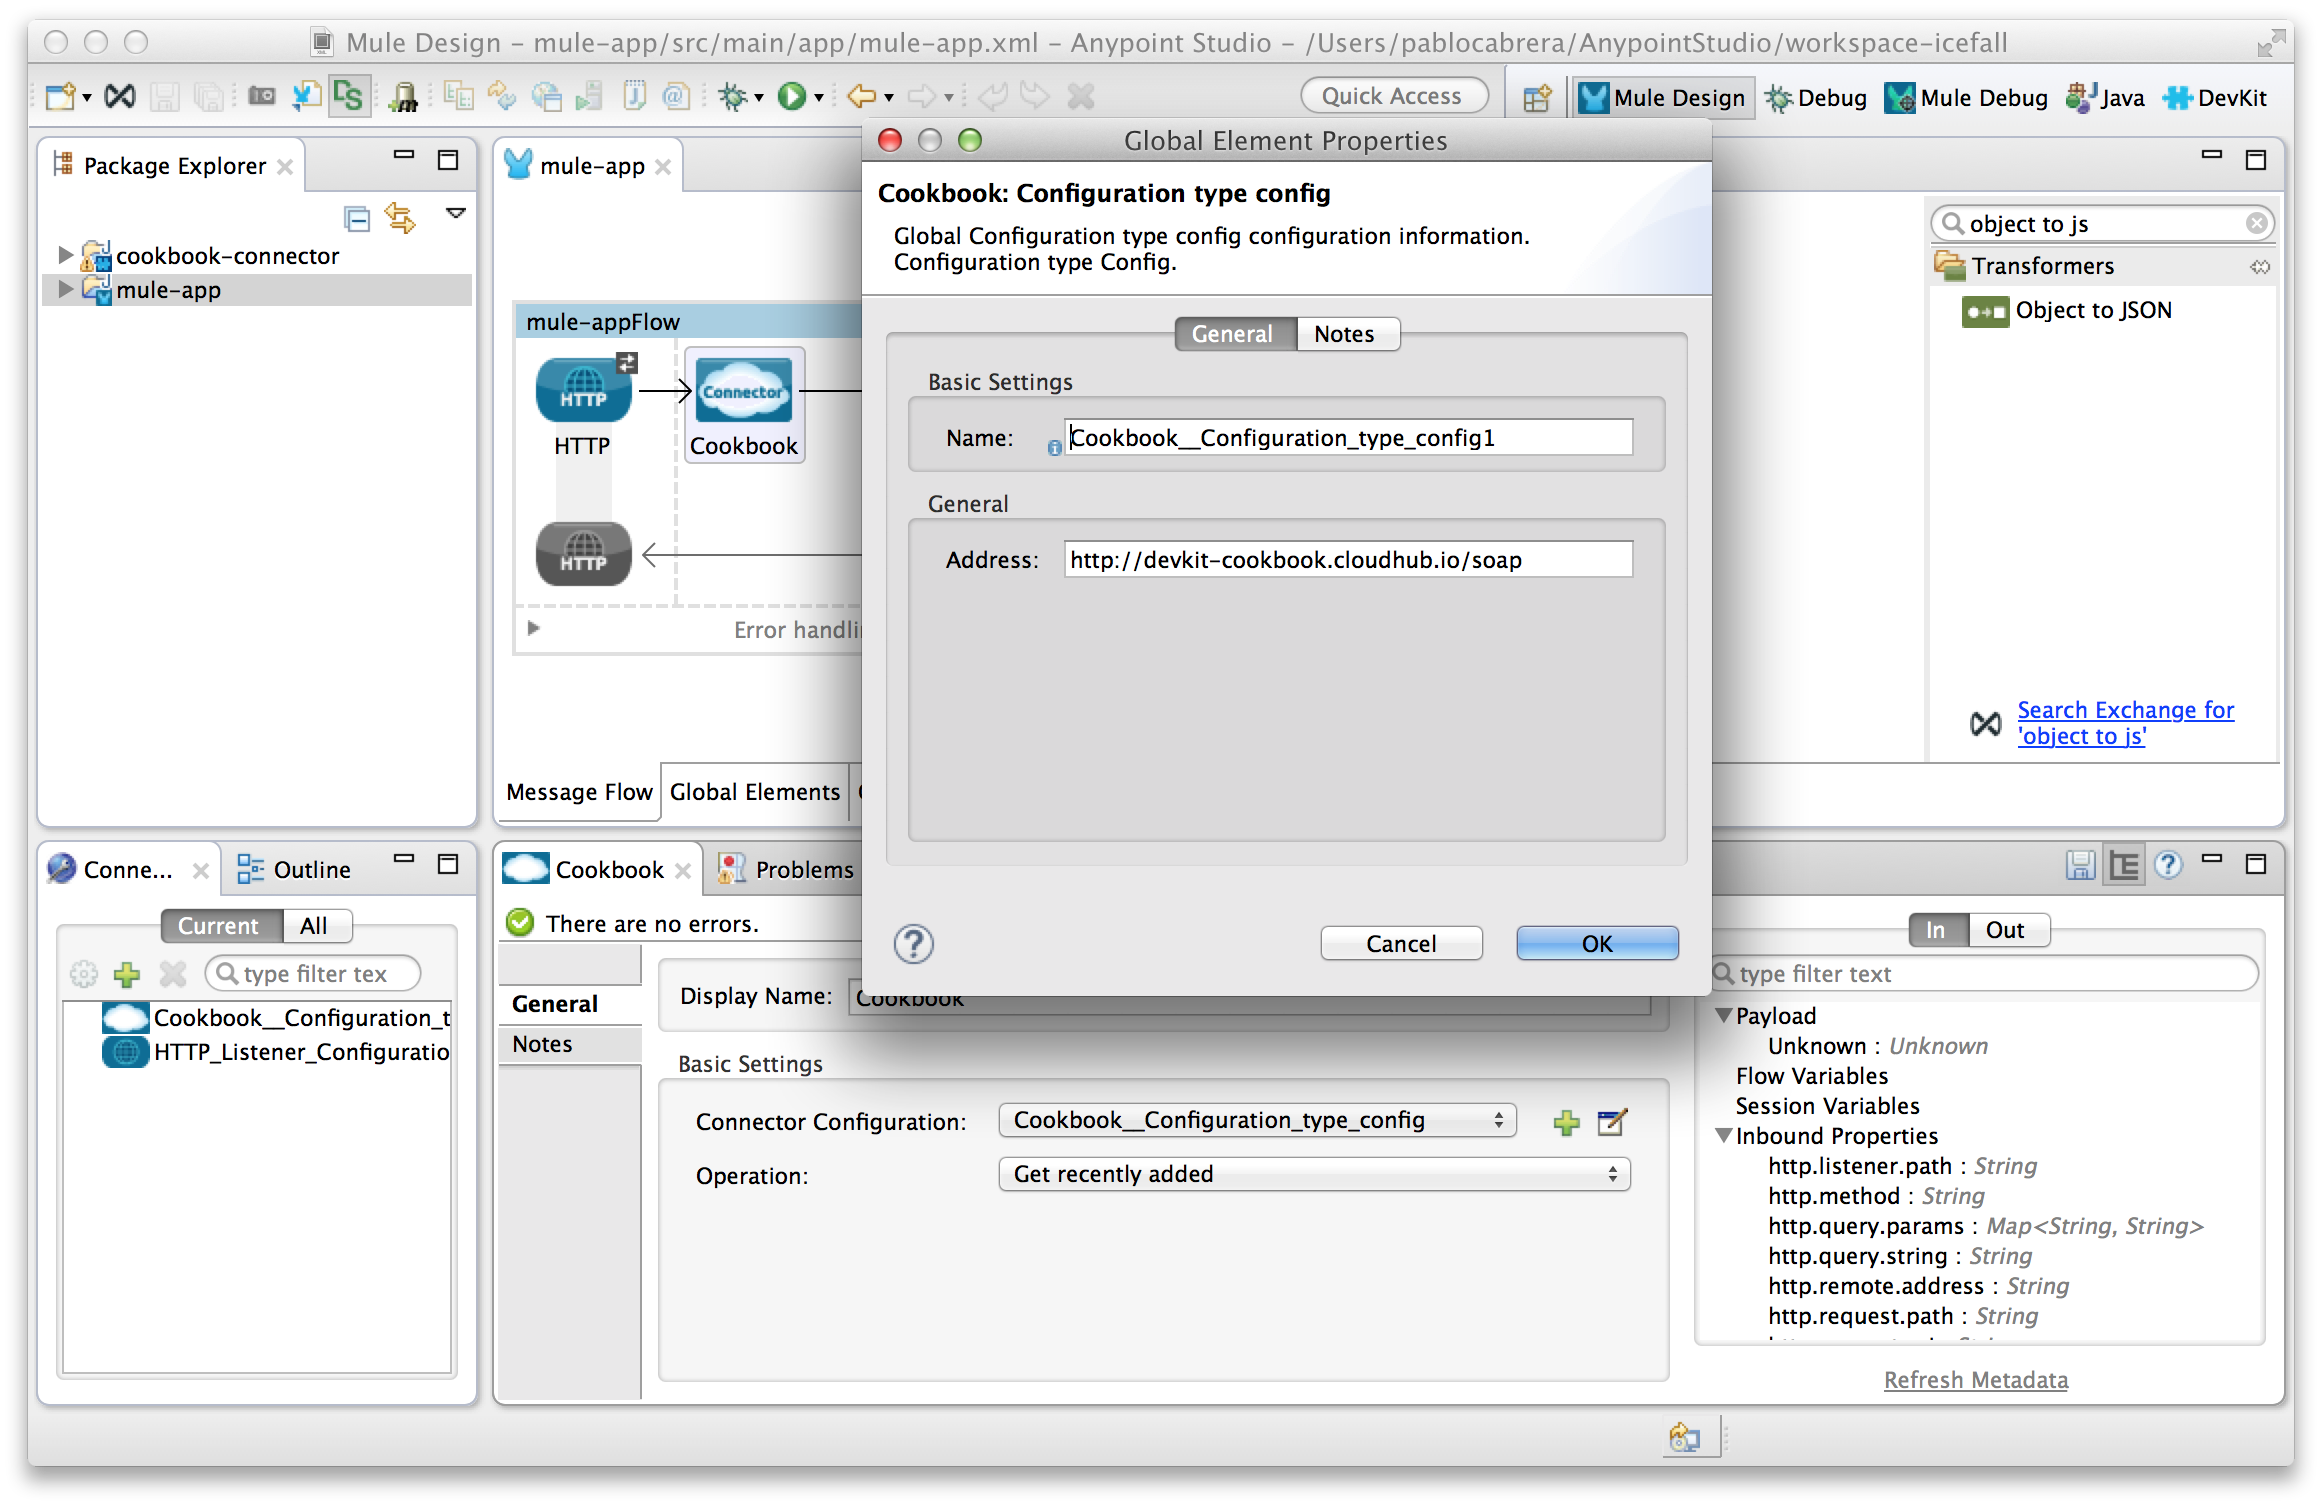 Mule Design – mule-app/src/main/app/mule-app.xml – Anypoint Studio – /Users/pablocabrera/AnypointStudio/workspace-icefall
DS
m
Quick Access
Mule Design
Debug
Mule Debug
Java
DevKit
Package Explorer
cookbook-connector
mule-app
mule-app
mule-appFlow
HTTP
HTTP
Connector
Cookbook
HTTP
Error handli
Message Flow
Global Elements
Global Element Properties
Cookbook: Configuration type config
Global Configuration type config configuration information.
Configuration type Config.
General
Notes
Basic Settings
Name:
Cookbook__Configuration_type_config1
General
Address:
http://devkit-cookbook.cloudhub.io/soap
Cancel
OK
object to js
Transformers
Object to JSON
Search Exchange for
'object to js'
Conne...
Outline
Current
All
type filter tex
Cookbook__Configuration_t
HTTP_Listener_Configuratio
Cookbook
Problems
There are no errors.
General
Notes
Display Name:
Cookbook
Basic Settings
Connector Configuration:
Cookbook__Configuration_type_config
Operation:
Get recently added
In
Out
type filter text
Payload
Unknown : Unknown
Flow Variables
Session Variables
Inbound Properties
http.listener.path : String
http.method : String
http.query.params : Map<String, String>
http.query.string : String
http.remote.address : String
http.request.path : String
Refresh Metadata